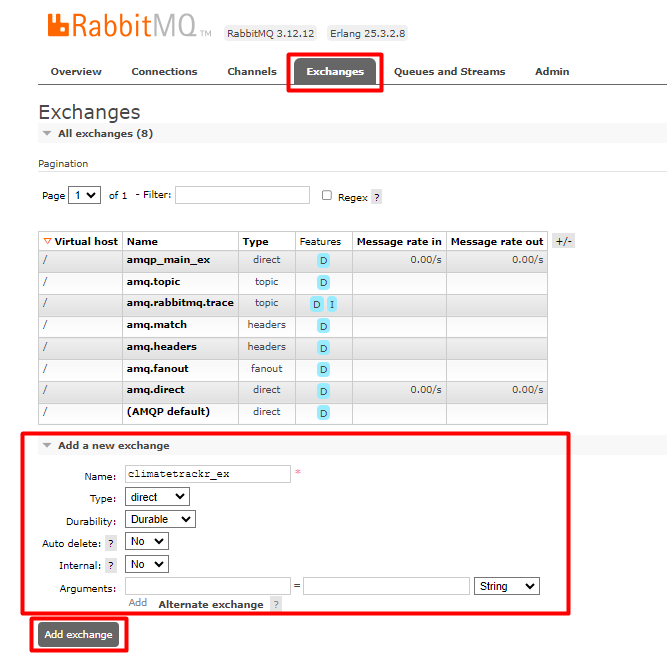 RabbitMQ TM RabbitMQ 3.12.12 Erlang 25.3.2.8
Overview Connections Channels Exchanges Queues and Streams Admin
Exchanges
All exchanges (8)
Pagination
Page 1 of 1 - Filter: Regex ?
Virtual host Name Type Features Message rate in Message rate out +/-
/ amqp_main_ex direct D 0.00/s 0.00/s
/ amq.topic topic D
/ amq.rabbitmq.trace topic D I
/ amq.match headers D
/ amq.headers headers D
/ amq.fanout fanout D
/ amq.direct direct D 0.00/s 0.00/s
/ (AMQP default) direct D
Add a new exchange
Name: climatetrackr_ex *
Type: direct
Durability: Durable
Auto delete: ? No
Internal: ? No
Arguments: = String
Add Alternate exchange ?
Add exchange